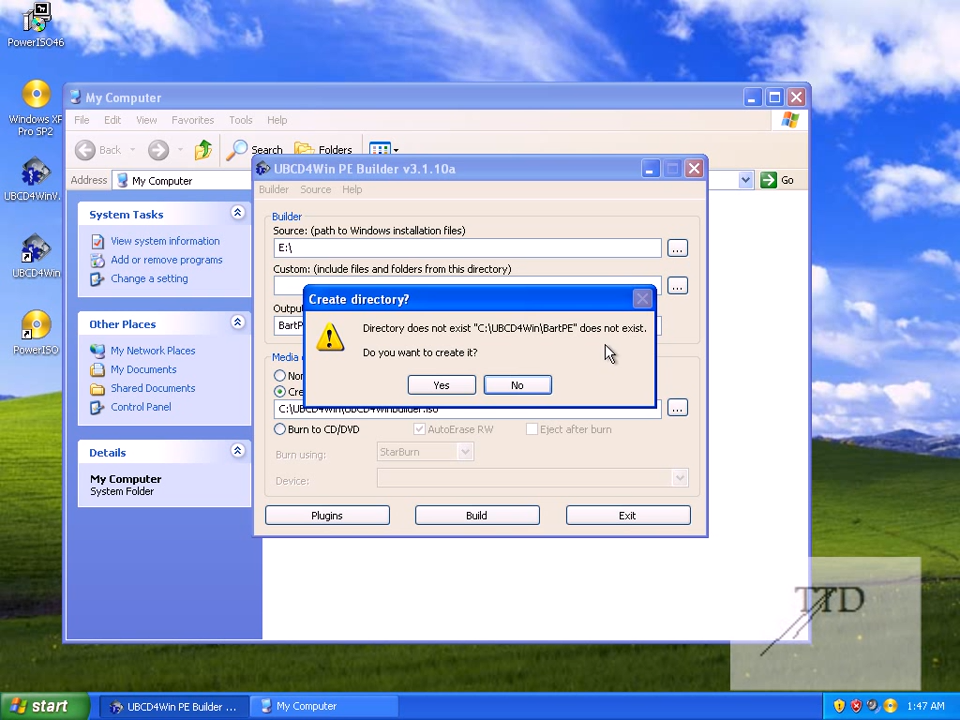 PowerISO46
Windows XP
Pro SP2
UBCD4WinV.
UBCD4Win
PowerISO
My Computer
File Edit View Favorites Tools Help
Back Search Folders
Address My Computer Go
System Tasks
View system information
Add or remove programs
Change a setting
Other Places
My Network Places
My Documents
Shared Documents
Control Panel
Details
My Computer
System Folder
UBCD4Win PE Builder v3.1.10a
Builder Source Help
Builder
Source: (path to Windows installation files)
E:\
...
Custom: (include files and folders from this directory)
...
Create directory?
Directory does not exist "C:\UBCD4Win\BartPE" does not exist.
Do you want to create it?
Yes No
C:\UBCD4Win\UBCD4WinBuilder.iso
...
Burn to CD/DVD AutoErase RW Eject after burn
Burn using: StarBurn
Device:
Plugins Build Exit
TTD
start UBCD4Win PE Builder ... My Computer 1:47 AM